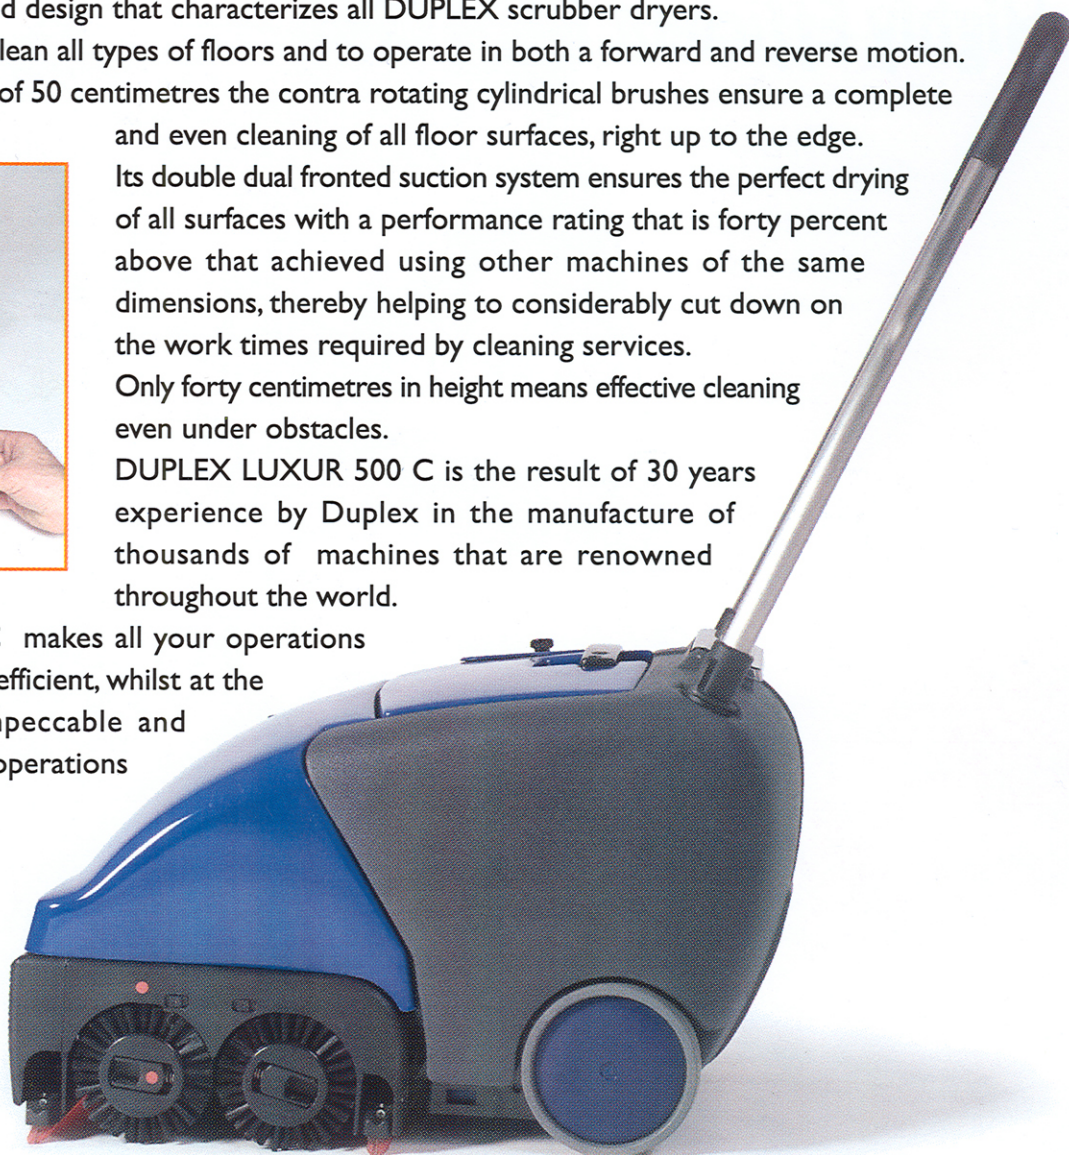 design that characterizes all DUPLEX scrubber dryers.
all types of floors and to operate in both a forward and reverse motion.
of 50 centimetres the contra rotating cylindrical brushes ensure a complete
and even cleaning of all floor surfaces, right up to the edge.
Its double dual fronted suction system ensures the perfect drying
of all surfaces with a performance rating that is forty percent
above that achieved using other machines of the same
dimensions, thereby helping to considerably cut down on
the work times required by cleaning services.
Only forty centimetres in height means effective cleaning
even under obstacles.
DUPLEX LUXUR 500 C is the result of 30 years
experience by Duplex in the manufacture of
thousands of machines that are renowned
throughout the world.
makes all your operations
efficient, whilst at the
and
operations